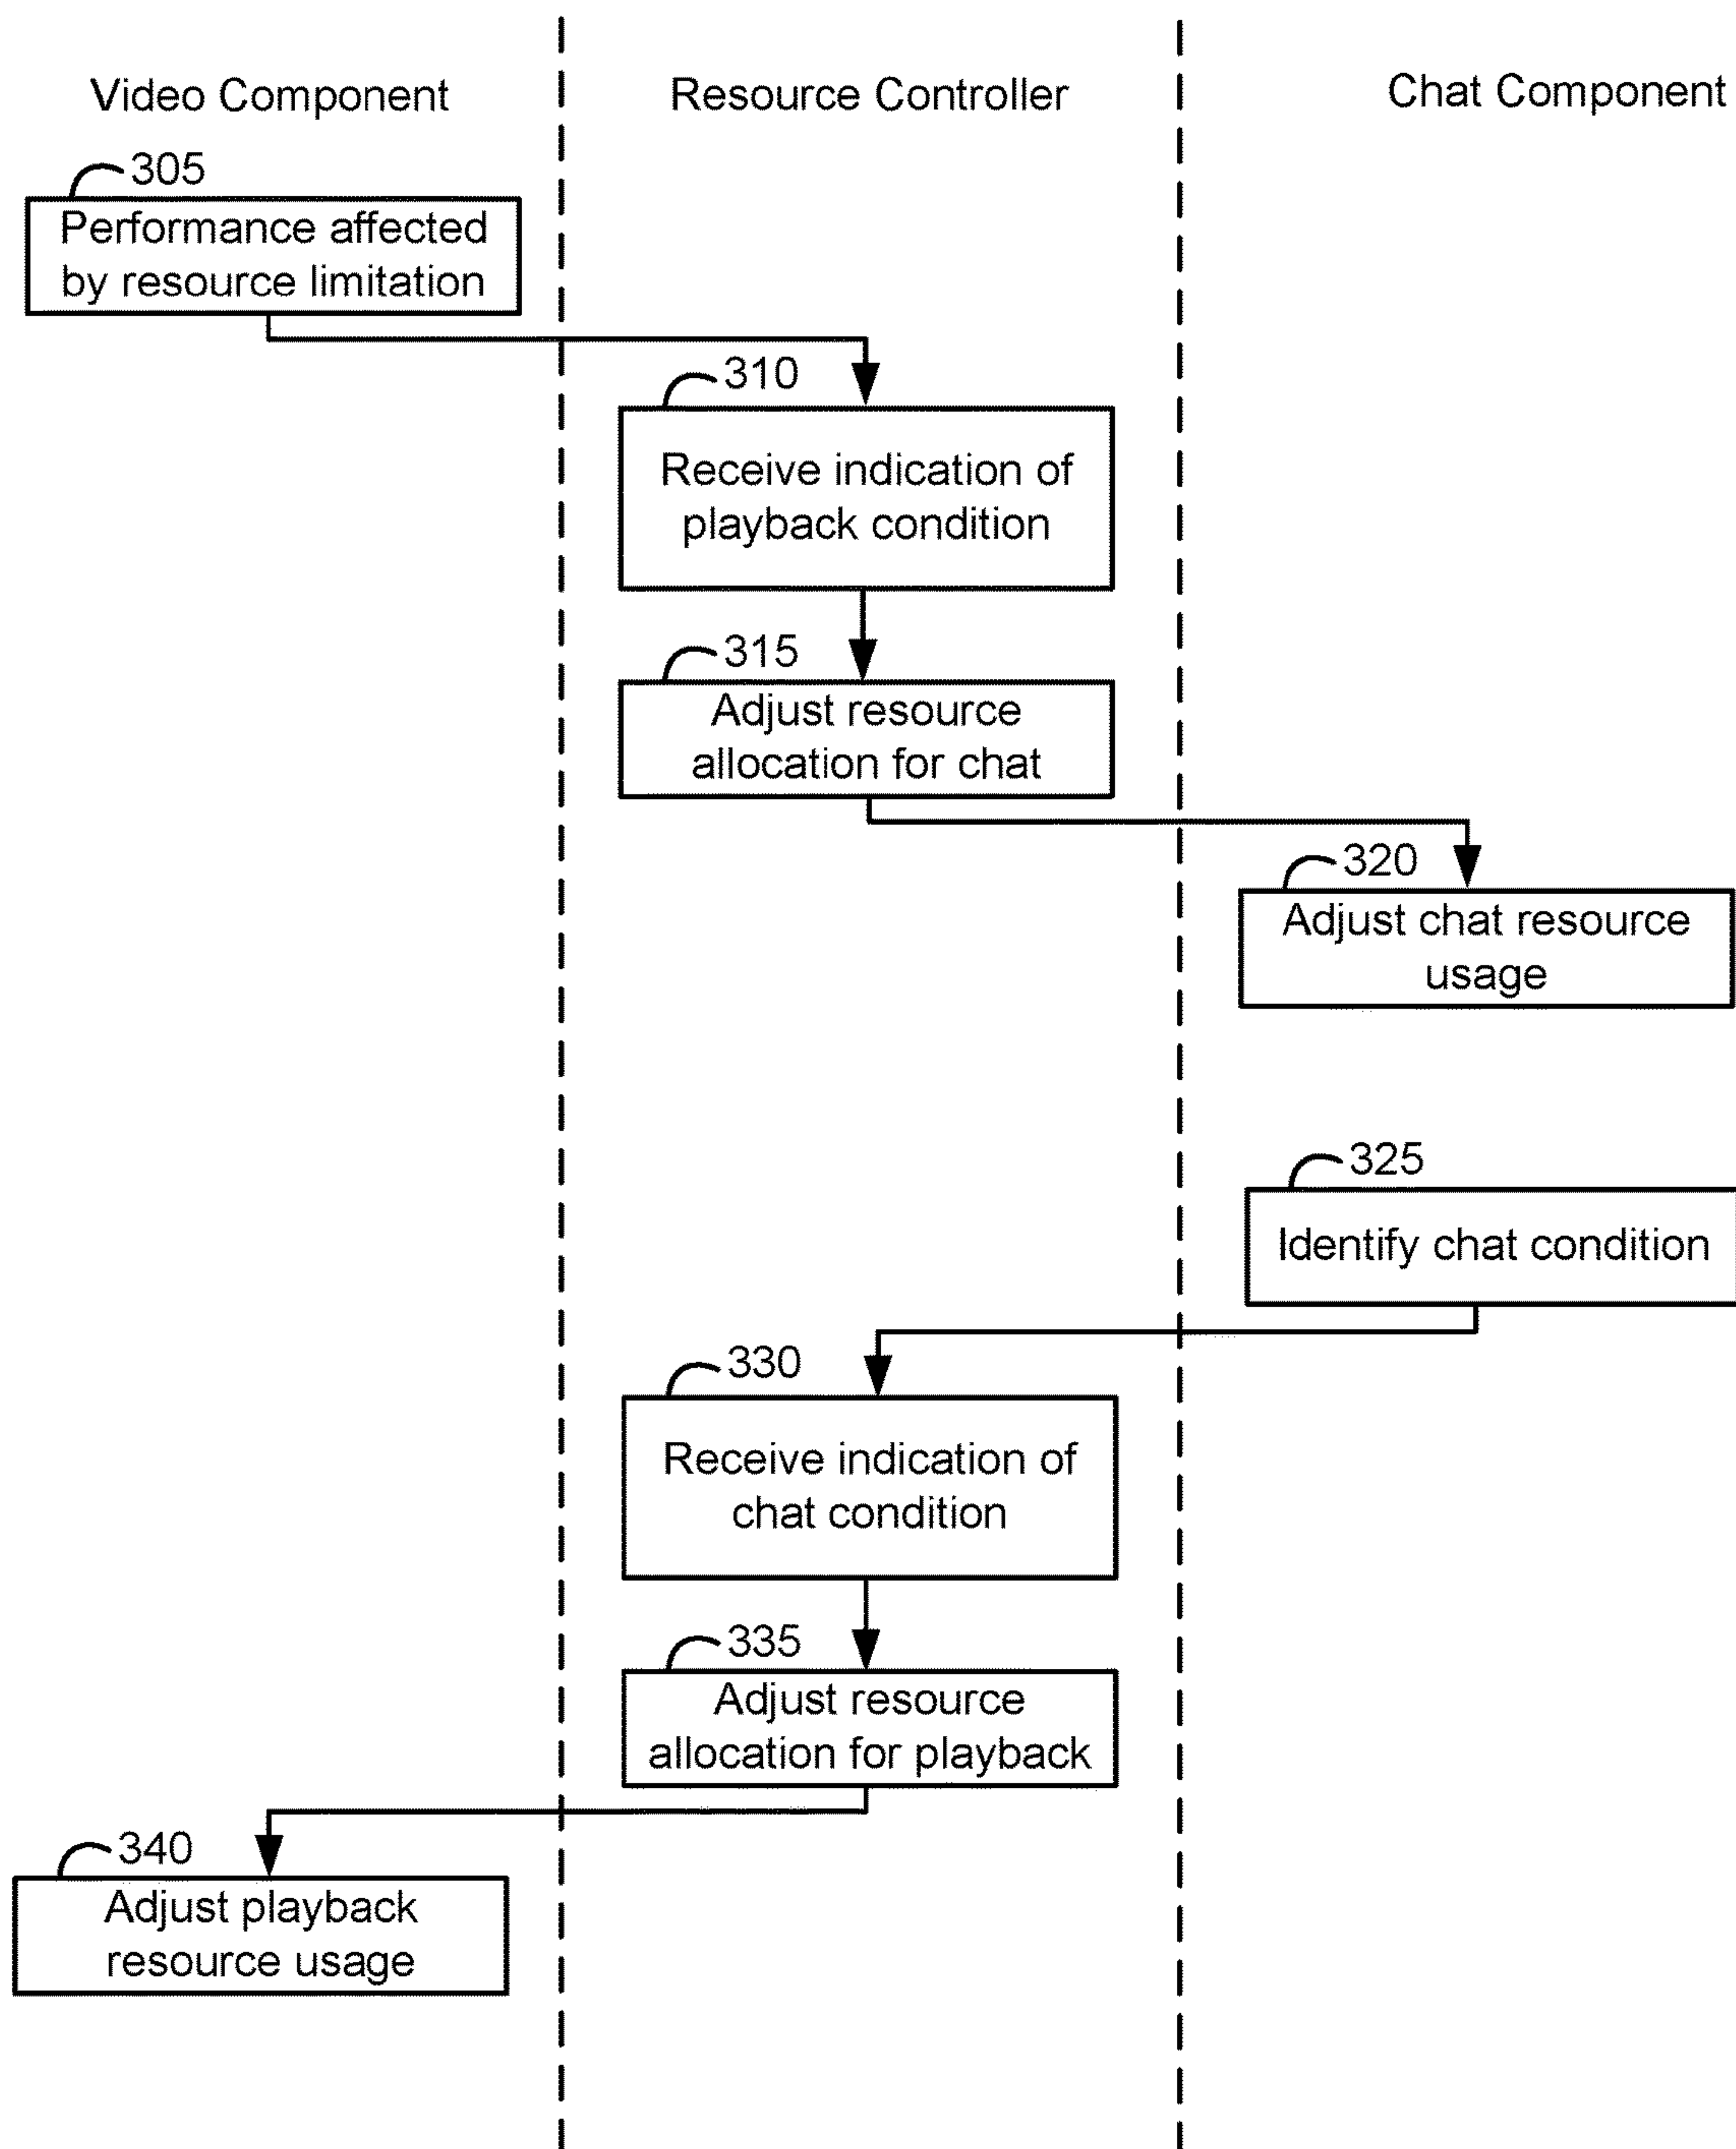 Video Component
Resource Controller
Chat Component
305
Performance affected
by resource limitation
310
Receive indication of
playback condition
315
Adjust resource
allocation for chat
320
Adjust chat resource
usage
325
Identify chat condition
330
Receive indication of
chat condition
335
Adjust resource
allocation for playback
340
Adjust playback
resource usage